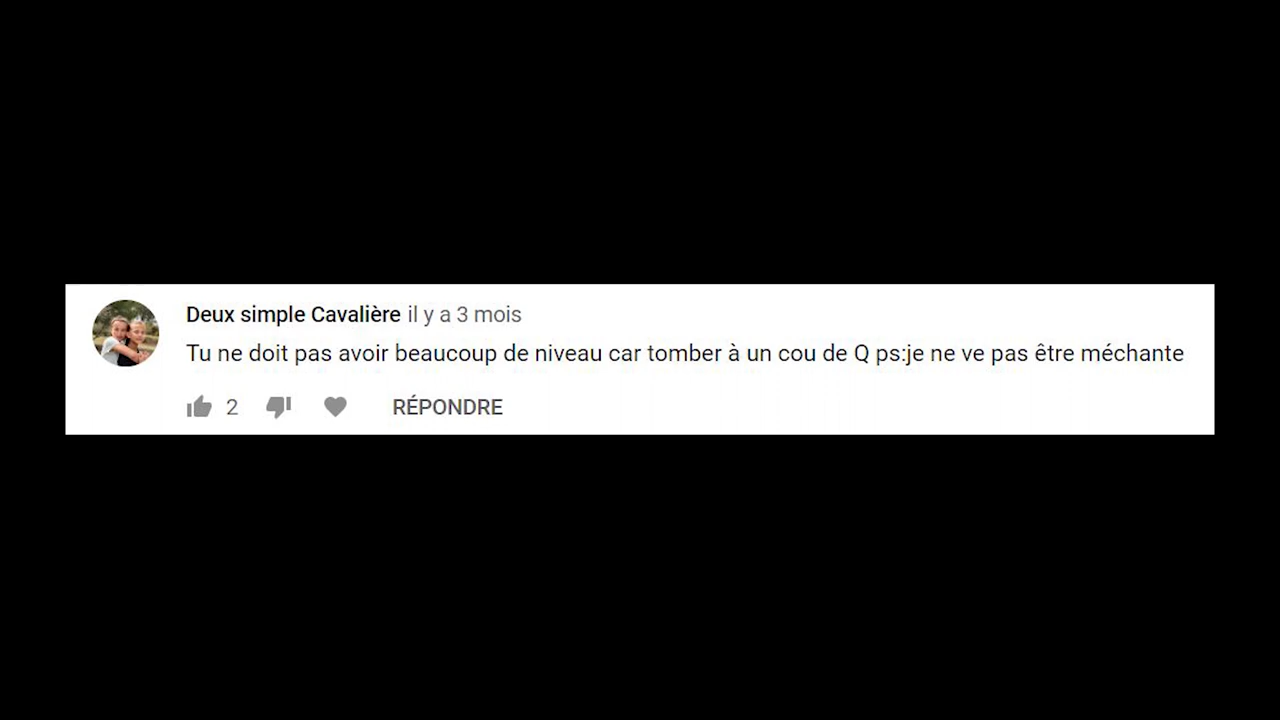 Deux simple Cavalière il y a 3 mois
Tu ne doit pas avoir beaucoup de niveau car tomber à un cou de Q ps:je ne ve pas être méchante
2 RÉPONDRE